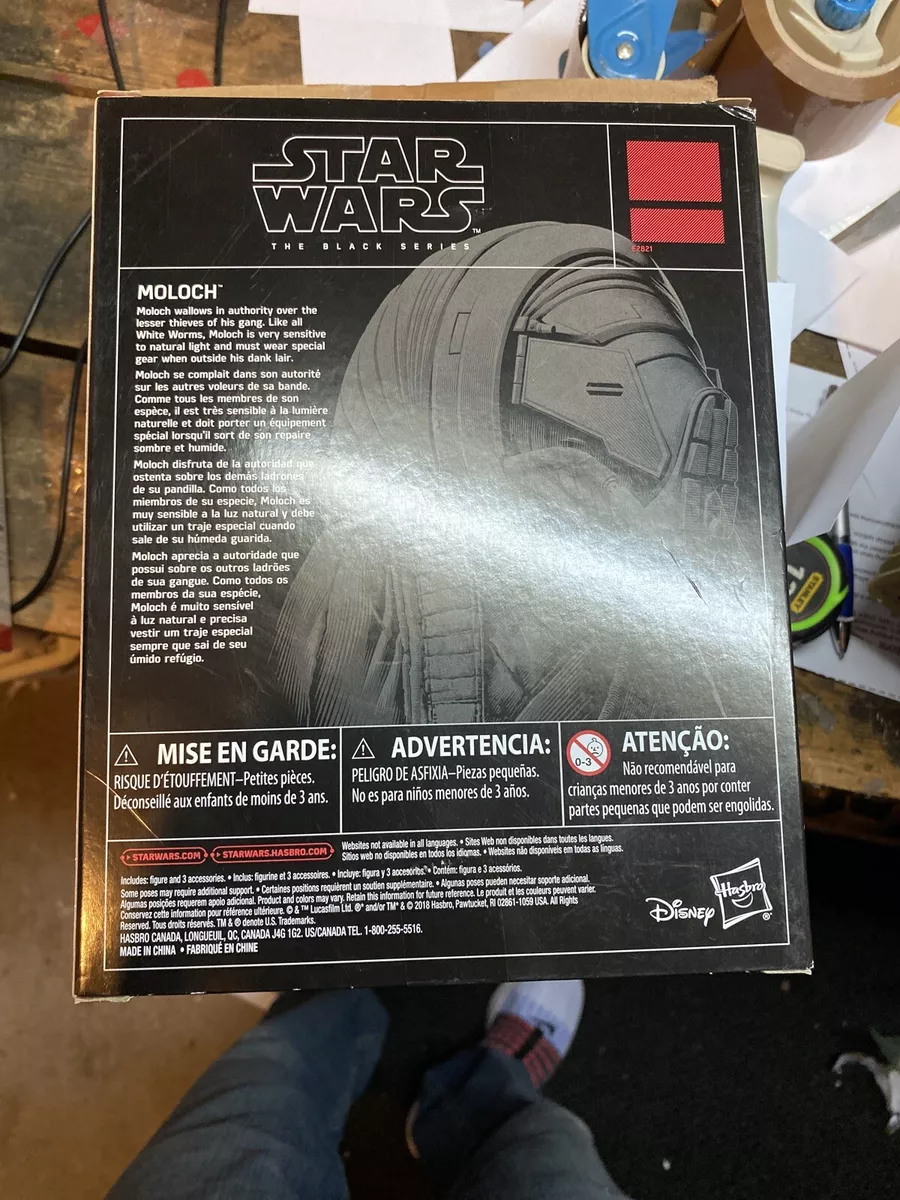 STAR
WARS™
THE BLACK SERIES
E2821
MOLOCH™
Moloch wallows in authority over the
lesser thieves of his gang. Like all
White Worms, Moloch is very sensitive
to natural light and must wear special
gear when outside his dank lair.
Moloch se complait dans son autorité
sur les autres voleurs de sa bande.
Comme tous les membres de son
espèce, il est très sensible à la lumière
naturelle et doit porter un équipement
spécial lorsqu'il sort de son repaire
sombre et humide.
Moloch disfruta de la autoridad que
ostenta sobre los demás ladrones
de su pandilla. Como todos los
miembros de su especie, Moloch es
muy sensible a la luz natural y debe
utilizar un traje especial cuando
sale de su húmeda guarida.
Moloch aprecia a autoridade que
possui sobre os outros ladrões
de sua gangue. Como todos os
membros da sua espécie,
Moloch é muito sensível
à luz natural e precisa
vestir um traje especial
sempre que sai de seu
úmido refúgio.
STANLEY
MISE EN GARDE:
RISQUE D'ÉTOUFFEMENT–Petites pièces.
Déconseillé aux enfants de moins de 3 ans.
ADVERTENCIA:
PELIGRO DE ASFIXIA–Piezas pequeñas.
No es para niños menores de 3 años.
0-3
ATENÇÃO:
Não recomendável para
crianças menores de 3 anos por conter
partes pequenas que podem ser engolidas.
STARWARS.COM
STARWARS.HASBRO.COM
Websites not available in all languages. • Sites Web non disponibles dans toutes les langues.
Sitios web no disponibles en todos los idiomas. • Websites não disponíveis em todas as línguas.
Includes: figure and 3 accessories. • Inclus: figurine et 3 accessoires. • Incluye: figura y 3 accesorios. • Contém: figura e 3 acessórios.
Some poses may require additional support. • Certaines positions requièrent un soutien supplémentaire. • Algunas poses pueden necesitar soporte adicional.
Algumas posições requerem apoio adicional. Product and colors may vary. Retain this information for future reference. Le produit et les couleurs peuvent varier.
Conservez cette information pour référence ultérieure. © & ™ Lucasfilm Ltd. ®* and/or TM* & © 2018 Hasbro, Pawtucket, RI 02861-1059 USA. All Rights
Reserved. Tous droits réservés. TM & ® denote U.S. Trademarks.
HASBRO CANADA, LONGUEUIL, QC, CANADA J4G 1G2. US/CANADA TEL. 1-800-255-5516.
MADE IN CHINA • FABRIQUÉ EN CHINE
Disney
Hasbro®